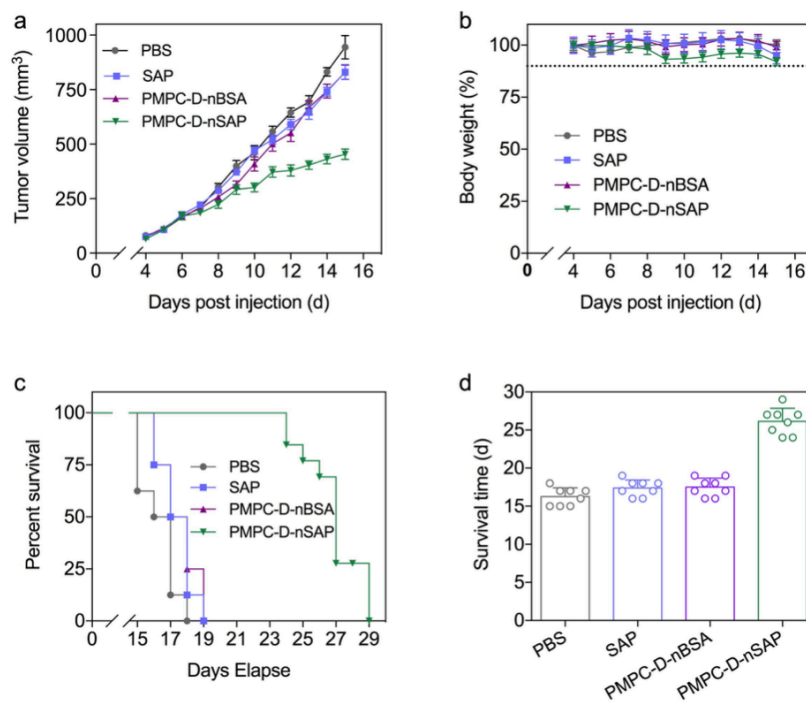 a
Tumor volume (mm³)
1000
750
500
250
0
PBS
SAP
PMPC-D-nBSA
PMPC-D-nSAP
0 4 6 8 10 12 14 16
Days post injection (d)
b
Body weight (%)
100
75
50
25
0
PBS
SAP
PMPC-D-nBSA
PMPC-D-nSAP
0 4 6 8 10 12 14 16
Days post injection (d)
c
Percent survival
100
75
50
25
0
PBS
SAP
PMPC-D-nBSA
PMPC-D-nSAP
0 15 17 19 21 23 25 27 29
Days Elapse
d
Survival time (d)
30
25
20
15
10
5
0
PBS
SAP
PMPC-D-nBSA
PMPC-D-nSAP